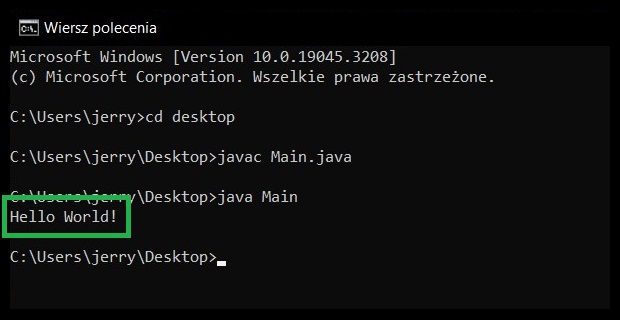 Wiersz polecenia
Microsoft Windows [Version 10.0.19045.3208]
(c) Microsoft Corporation. Wszelkie prawa zastrzeżone.
C:\Users\jerry>cd desktop
C:\Users\jerry\Desktop>javac Main.java
C:\Users\jerry\Desktop>java Main
Hello World!
C:\Users\jerry\Desktop>